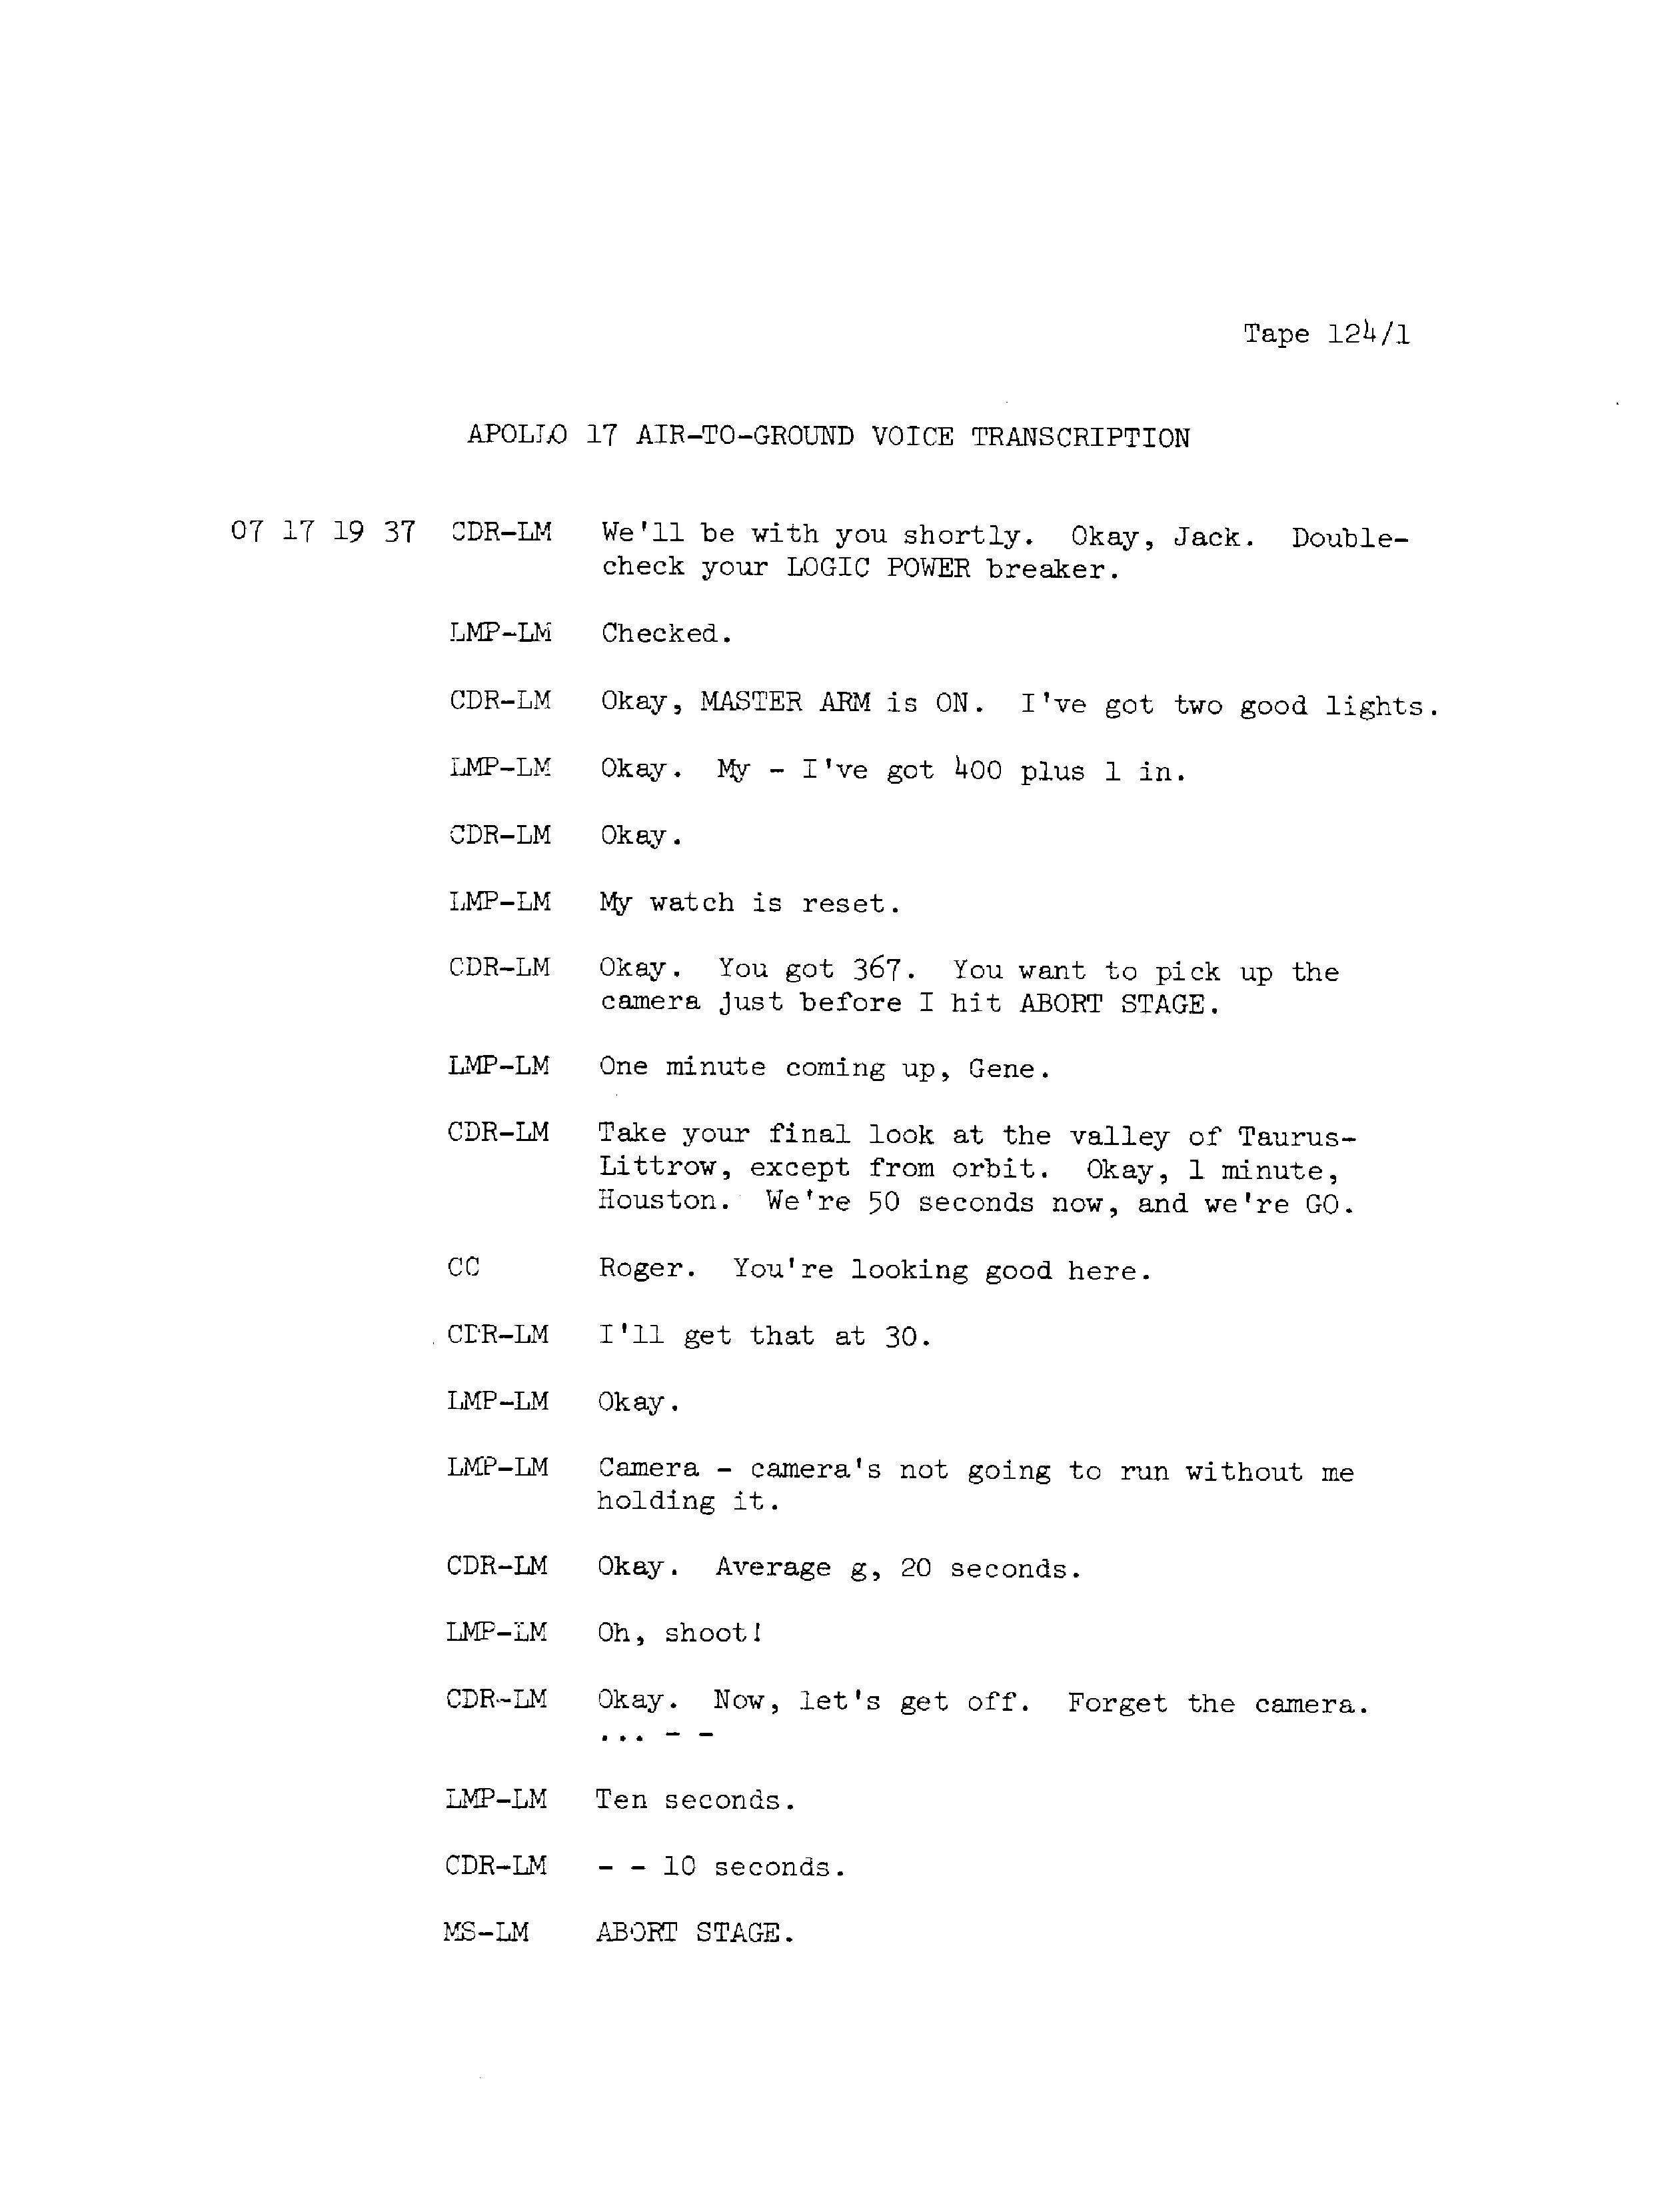 Tape 124/1
APOLLO 17 AIR-TO-GROUND VOICE TRANSCRIPTION
07 17 19 37 CDR-LM We'll be with you shortly. Okay, Jack. Double-
check your LOGIC POWER breaker.
LMP-LM Checked.
CDR-LM Okay, MASTER ARM is ON. I've got two good lights.
LMP-LM Okay. My - I've got 400 plus 1 in.
CDR-LM Okay.
LMP-LM My watch is reset.
CDR-LM Okay. You got 367. You want to pick up the
camera just before I hit ABORT STAGE.
LMP-LM One minute coming up, Gene.
CDR-LM Take your final look at the valley of Taurus-
Littrow, except from orbit. Okay, 1 minute,
Houston. We're 50 seconds now, and we're GO.
CC Roger. You're looking good here.
CDR-LM I'll get that at 30.
LMP-LM Okay.
LMP-LM Camera - camera's not going to run without me
holding it.
CDR-LM Okay. Average g, 20 seconds.
LMP-LM Oh, shoot!
CDR-LM Okay. Now, let's get off. Forget the camera.
... - -
LMP-LM Ten seconds.
CDR-LM - - 10 seconds.
MS-LM ABORT STAGE.